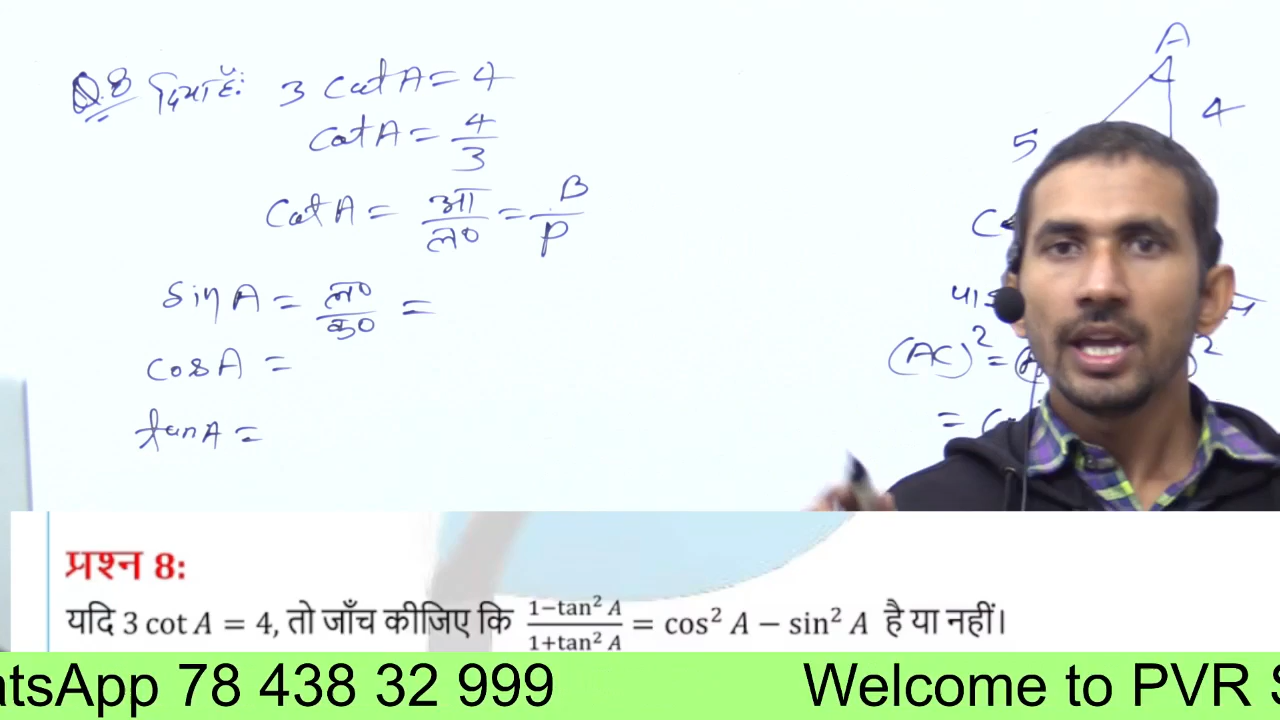 Q.8 दिया है: 3 cot A = 4
cot A = 4/3
cot A = आ/ल० = B/P
sin A = ल०/क० =
cos A =
tan A =
A
4
5
(AC)² =
2
=
प्रश्न 8:
यदि 3 cot A = 4, तो जाँच कीजिए कि (1−tan² A)/(1+tan² A) = cos² A − sin² A है या नहीं।
atsApp 78 438 32 999 Welcome to PVR S